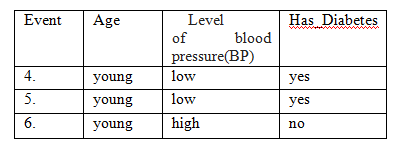 Event Age Level of blood pressure(BP) Has_Diabetes
4. young low yes
5. young low yes
6. young high no